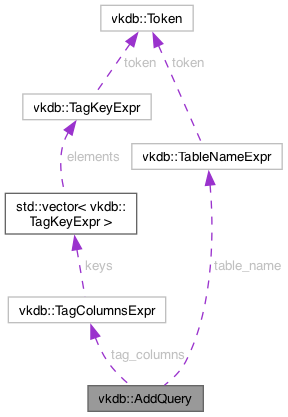 vkdb::Token
token
token
vkdb::TagKeyExpr
elements
vkdb::TableNameExpr
std::vector< vkdb::
TagKeyExpr >
keys
table_name
vkdb::TagColumnsExpr
tag_columns
vkdb::AddQuery